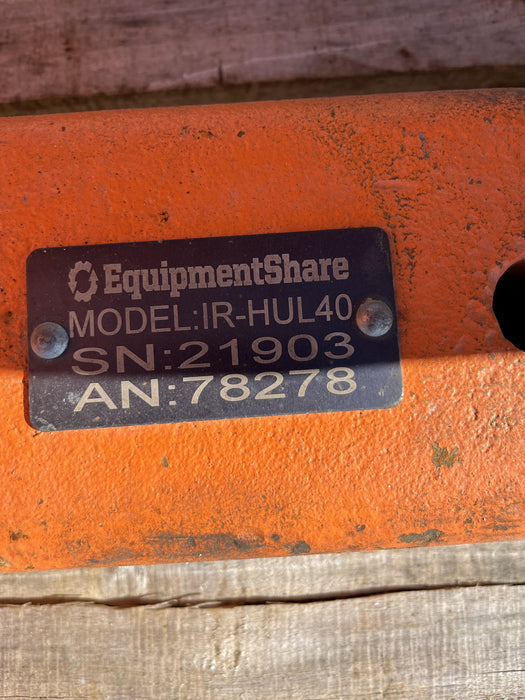 EquipmentShare
MODEL:IR-HUL40
SN:21903
AN:78278